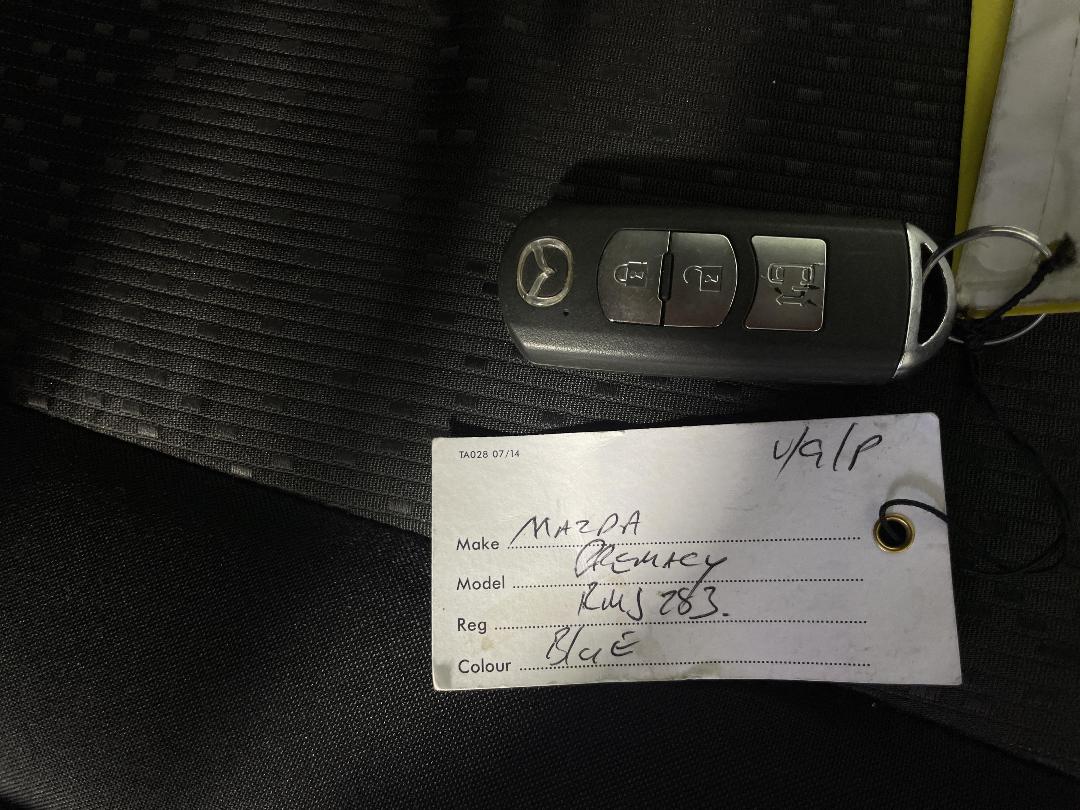 TA028 07/14
U/G/P
Make MAZDA
Model PREMACY
Reg RMJ 283.
Colour BluE